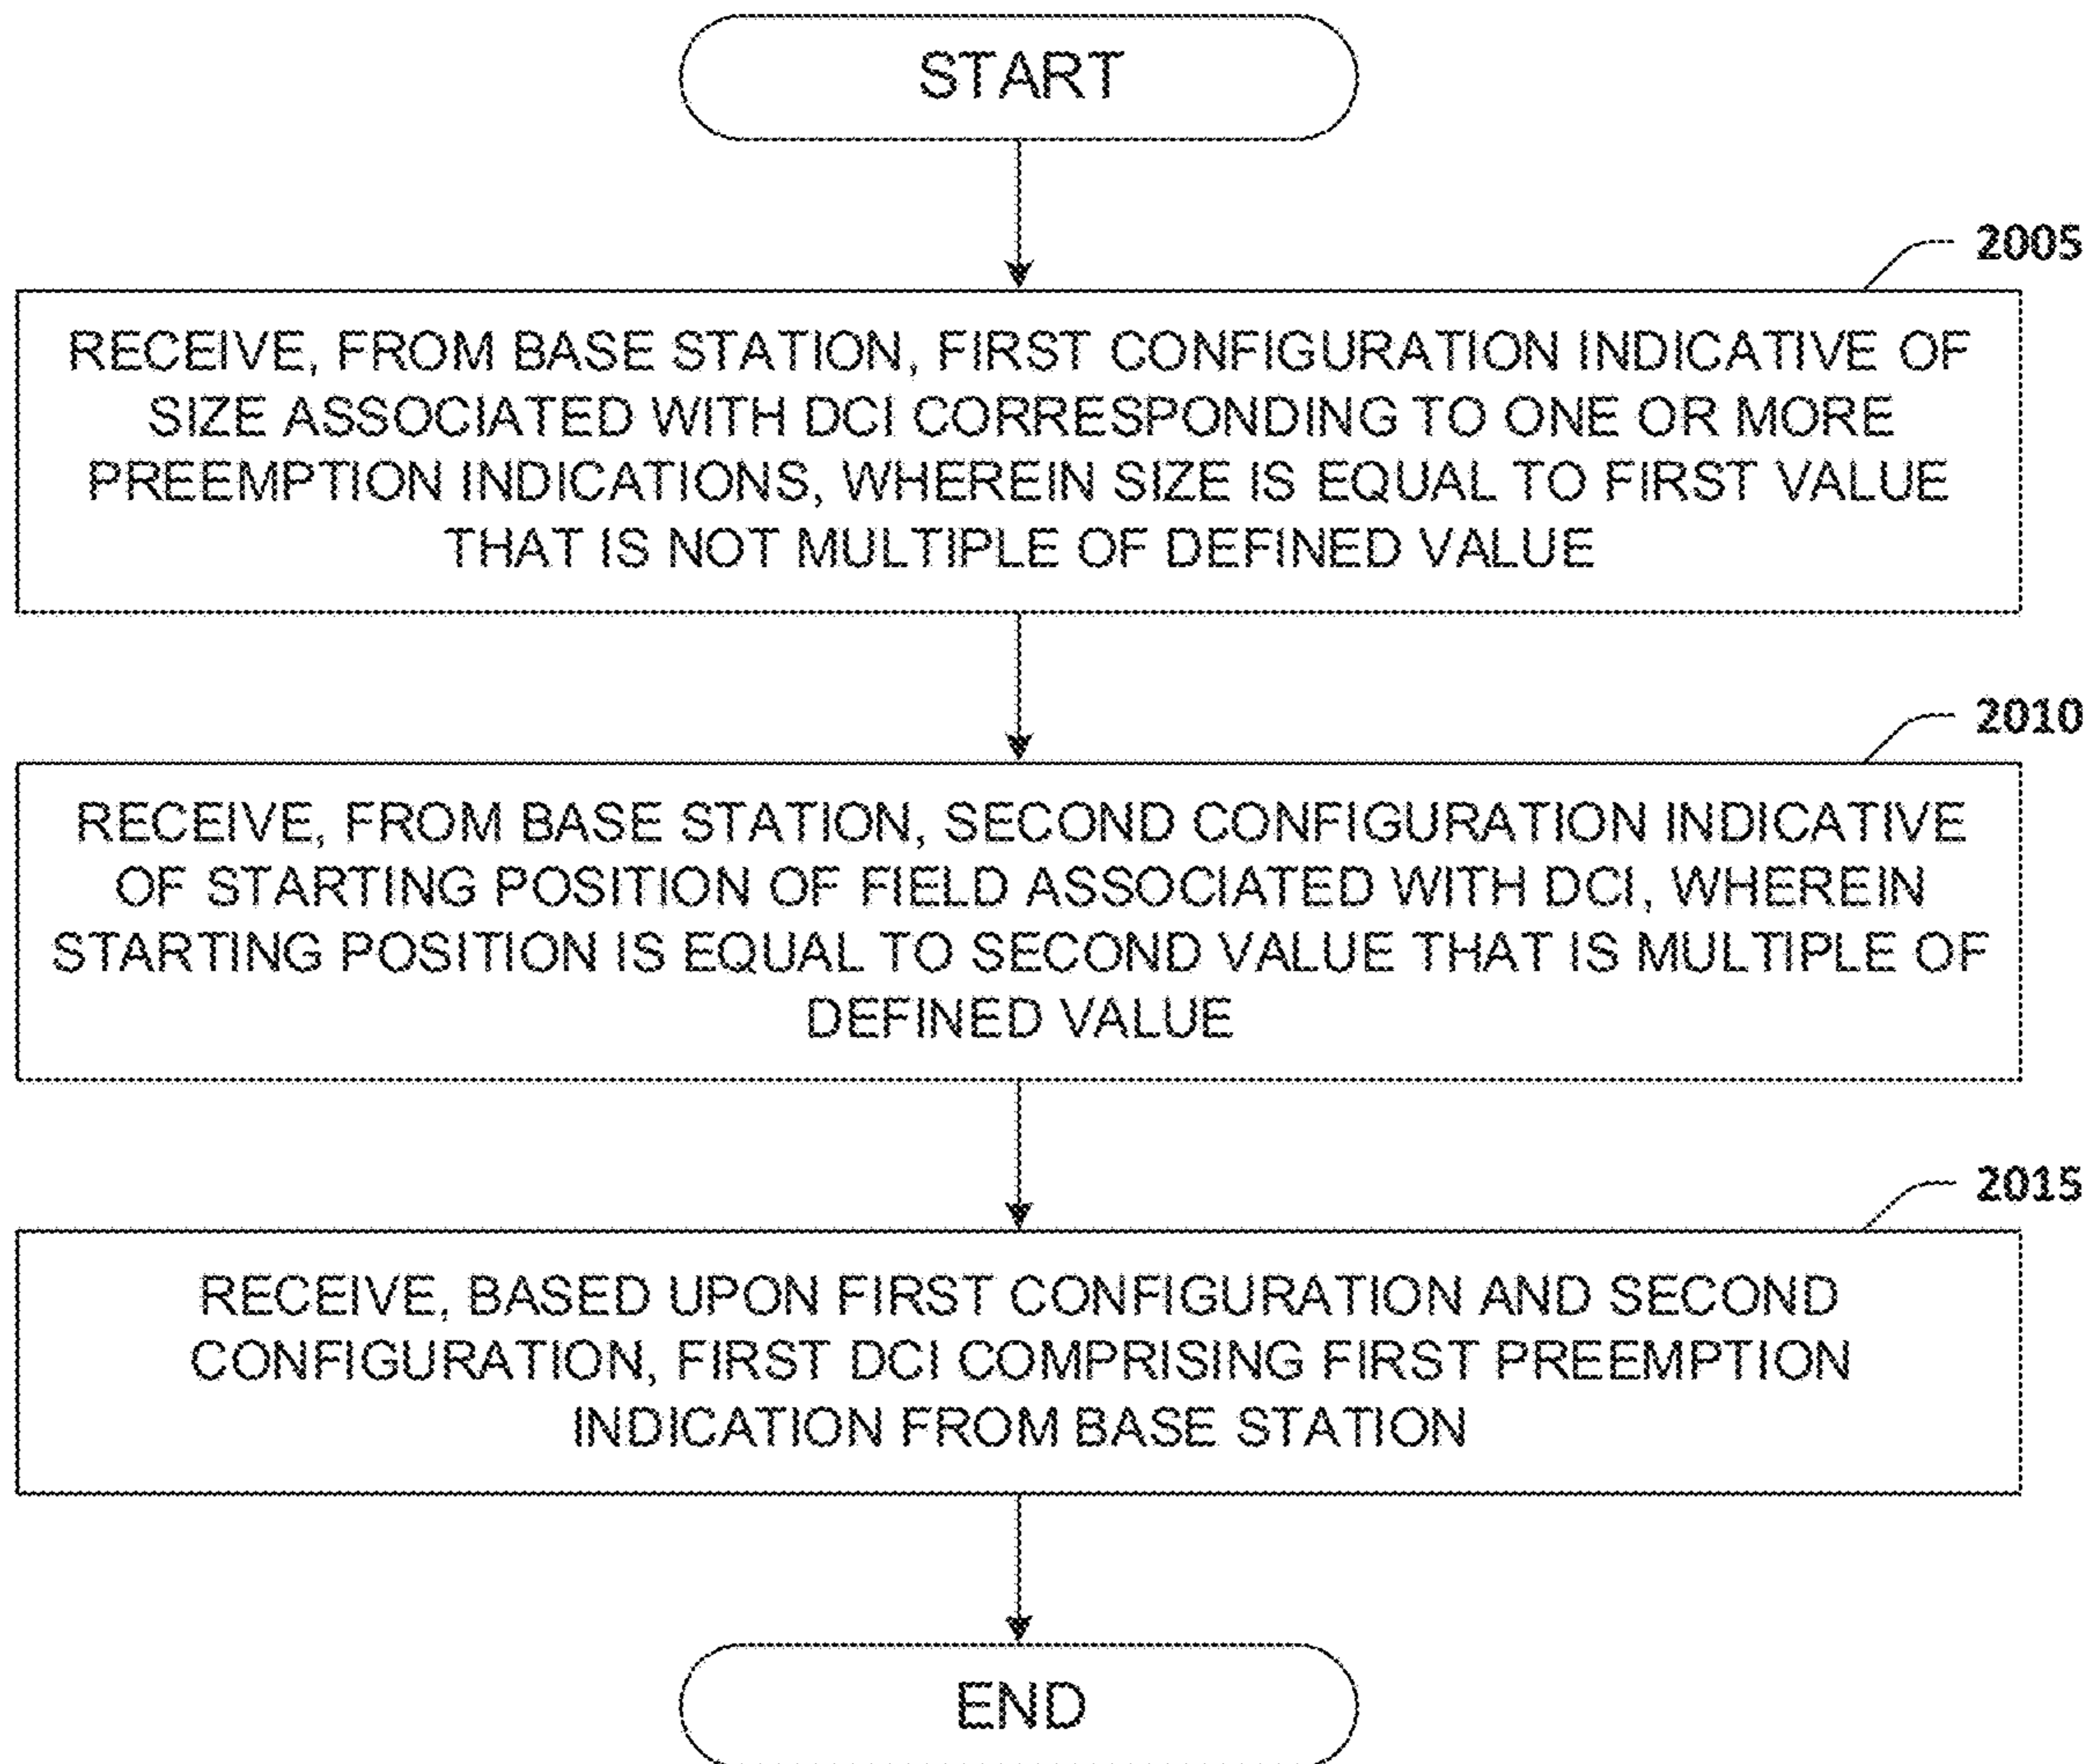 START
2005
RECEIVE, FROM BASE STATION, FIRST CONFIGURATION INDICATIVE OF
SIZE ASSOCIATED WITH DCI CORRESPONDING TO ONE OR MORE
PREEMPTION INDICATIONS, WHEREIN SIZE IS EQUAL TO FIRST VALUE
THAT IS NOT MULTIPLE OF DEFINED VALUE
2010
RECEIVE, FROM BASE STATION, SECOND CONFIGURATION INDICATIVE
OF STARTING POSITION OF FIELD ASSOCIATED WITH DCI, WHEREIN
STARTING POSITION IS EQUAL TO SECOND VALUE THAT IS MULTIPLE OF
DEFINED VALUE
2015
RECEIVE, BASED UPON FIRST CONFIGURATION AND SECOND
CONFIGURATION, FIRST DCI COMPRISING FIRST PREEMPTION
INDICATION FROM BASE STATION
END